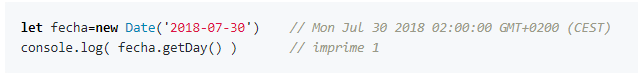 let fecha=new Date('2018-07-30')    // Mon Jul 30 2018 02:00:00 GMT+0200 (CEST)
console.log( fecha.getDay() )       // imprime 1